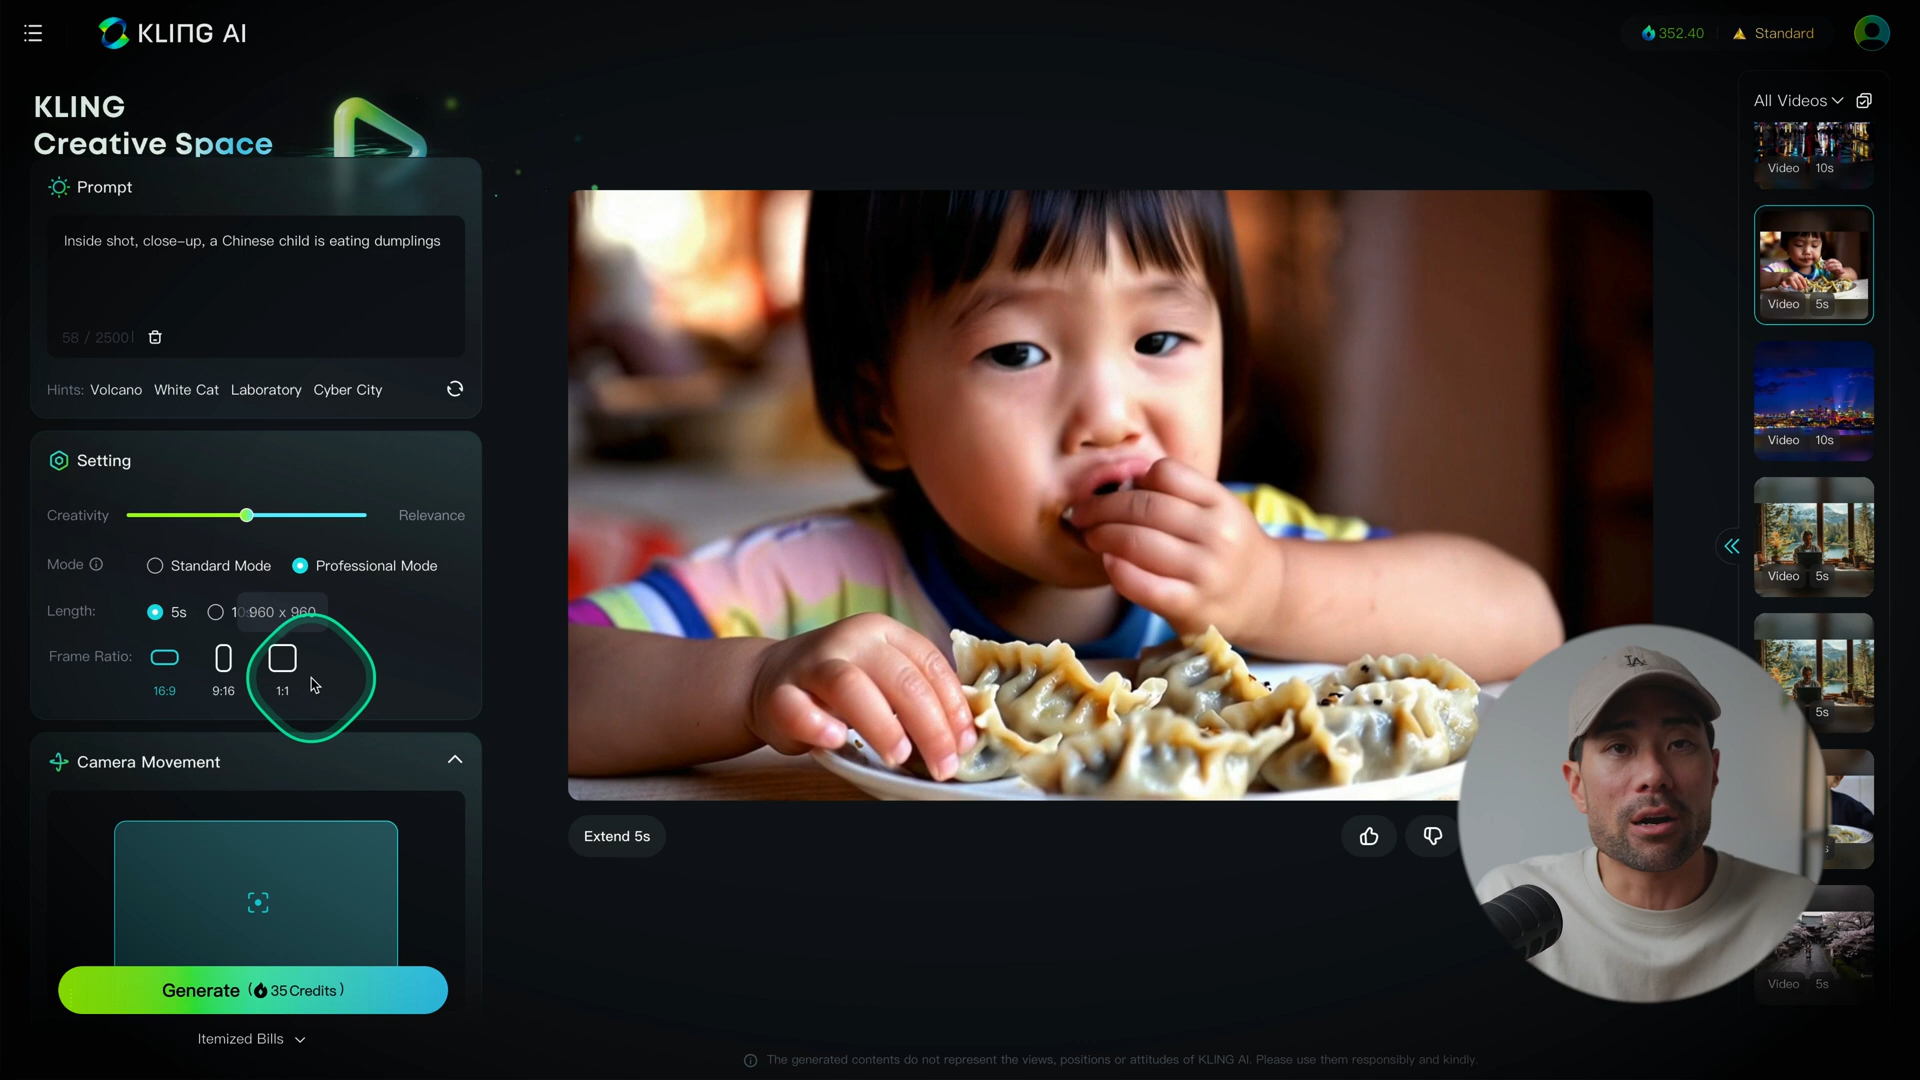 KLING AI
352.40
Standard
KLING
Creative Space
Prompt
Inside shot, close-up, a Chinese child is eating dumplings
58 / 2500
Hints: Volcano White Cat Laboratory Cyber City
Setting
Creativity Relevance
Mode Standard Mode Professional Mode
Length: 5s 10s
960 x 960
Frame Ratio:
16:9 9:16 1:1
Camera Movement
Generate (35 Credits)
Itemized Bills
Extend 5s
All Videos
Video 10s
Video 5s
Video 10s
Video 5s
5s
Video 5s
LA
The generated contents do not represent the views, positions or attitudes of KLING AI. Please use them responsibly and kindly.